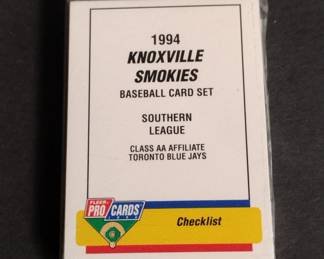 1994
KNOXVILLE
SMOKIES
BASEBALL CARD SET
SOUTHERN
LEAGUE
CLASS AA AFFILIATE
TORONTO BLUE JAYS
FLEER
PRO CARDS
Checklist